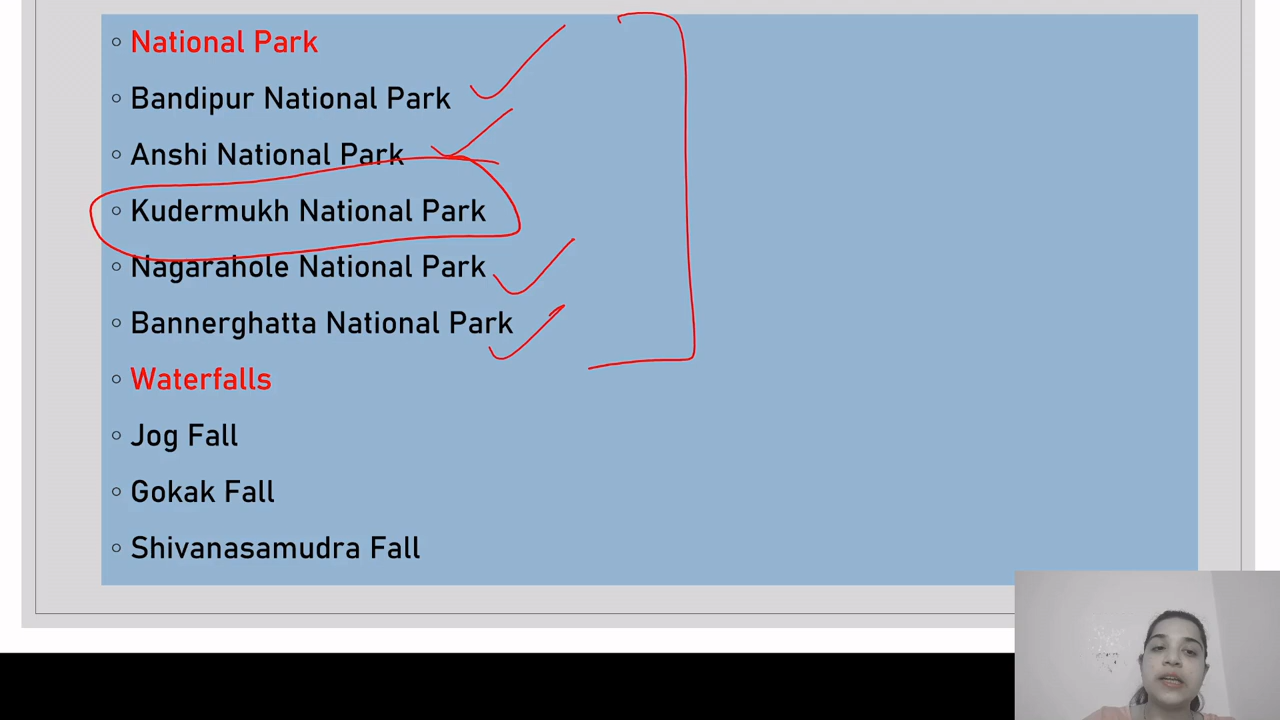 National Park
Bandipur National Park
Anshi National Park
Kudermukh National Park
Nagarahole National Park
Bannerghatta National Park
Waterfalls
Jog Fall
Gokak Fall
Shivanasamudra Fall